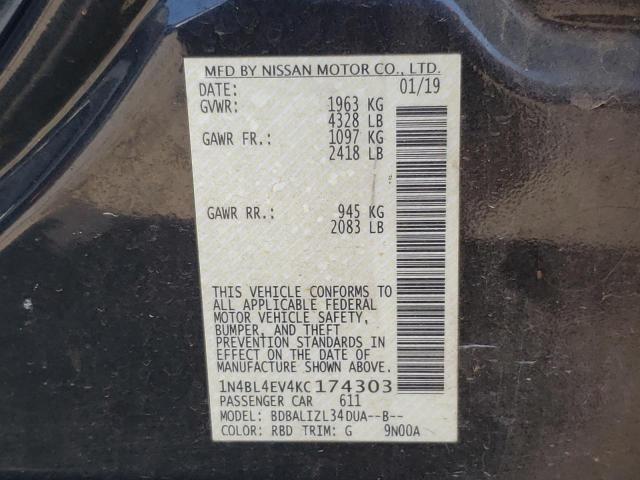 MFD BY NISSAN MOTOR CO., LTD.
DATE: 01/19
GVWR: 1963 KG
4328 LB
GAWR FR.: 1097 KG
2418 LB
GAWR RR.: 945 KG
2083 LB
THIS VEHICLE CONFORMS TO
ALL APPLICABLE FEDERAL
MOTOR VEHICLE SAFETY,
BUMPER, AND THEFT
PREVENTION STANDARDS IN
EFFECT ON THE DATE OF
MANUFACTURE SHOWN ABOVE.
1N4BL4EV4KC174303
PASSENGER CAR 611
MODEL: BDBALIZL34DUA--B--
COLOR: RBD TRIM: G 9N00A